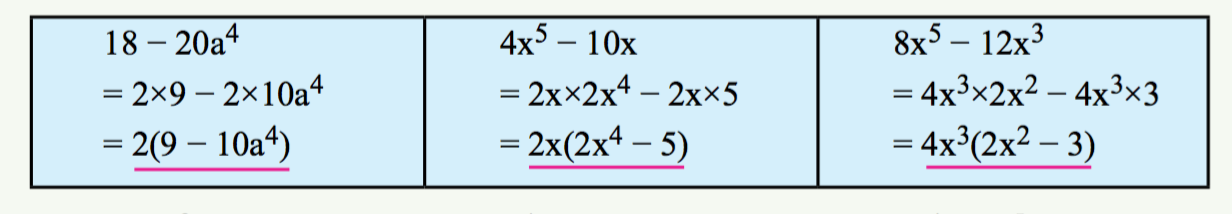 18 – 20a⁴
= 2×9 – 2×10a⁴
= 2(9 – 10a⁴)
4x⁵ – 10x
= 2x×2x⁴ – 2x×5
= 2x(2x⁴ – 5)
8x⁵ – 12x³
= 4x³×2x² – 4x³×3
= 4x³(2x² – 3)